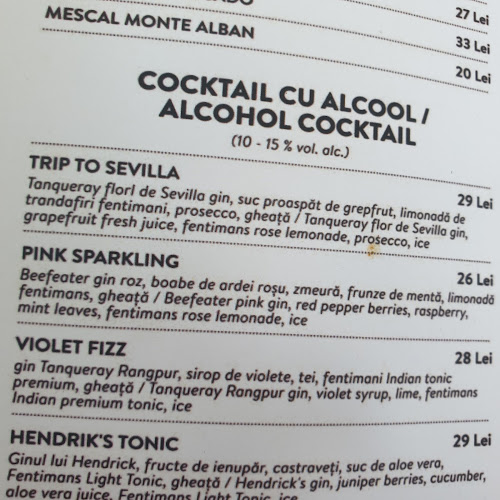 27 Lei
MESCAL MONTE ALBAN
33 Lei
20 Lei
COCKTAIL CU ALCOOL /
ALCOHOL COCKTAIL
(10 - 15 % vol. alc.)
TRIP TO SEVILLA 29 Lei
Tanqueray florI de Sevilla gin, suc proaspăt de grepfrut, limonadă de
trandafiri fentimani, prosecco, gheață / Tanqueray flor de Sevilla gin,
grapefruit fresh juice, fentimans rose lemonade, prosecco, ice
PINK SPARKLING 26 Lei
Beefeater gin roz, boabe de ardei roșu, zmeură, frunze de mentă, limonadă
fentimans, gheață / Beefeater pink gin, red pepper berries, raspberry,
mint leaves, fentimans rose lemonade, ice
VIOLET FIZZ 28 Lei
gin Tanqueray Rangpur, sirop de violete, tei, fentimani Indian tonic
premium, gheață / Tanqueray Rangpur gin, violet syrup, lime, fentimans
Indian premium tonic, ice
HENDRIK'S TONIC 29 Lei
Ginul lui Hendrick, fructe de ienupăr, castraveți, suc de aloe vera,
Fentimans Light Tonic, gheață / Hendrick's gin, juniper berries, cucumber,
aloe vera juice, Fentimans Light Tonic, ice